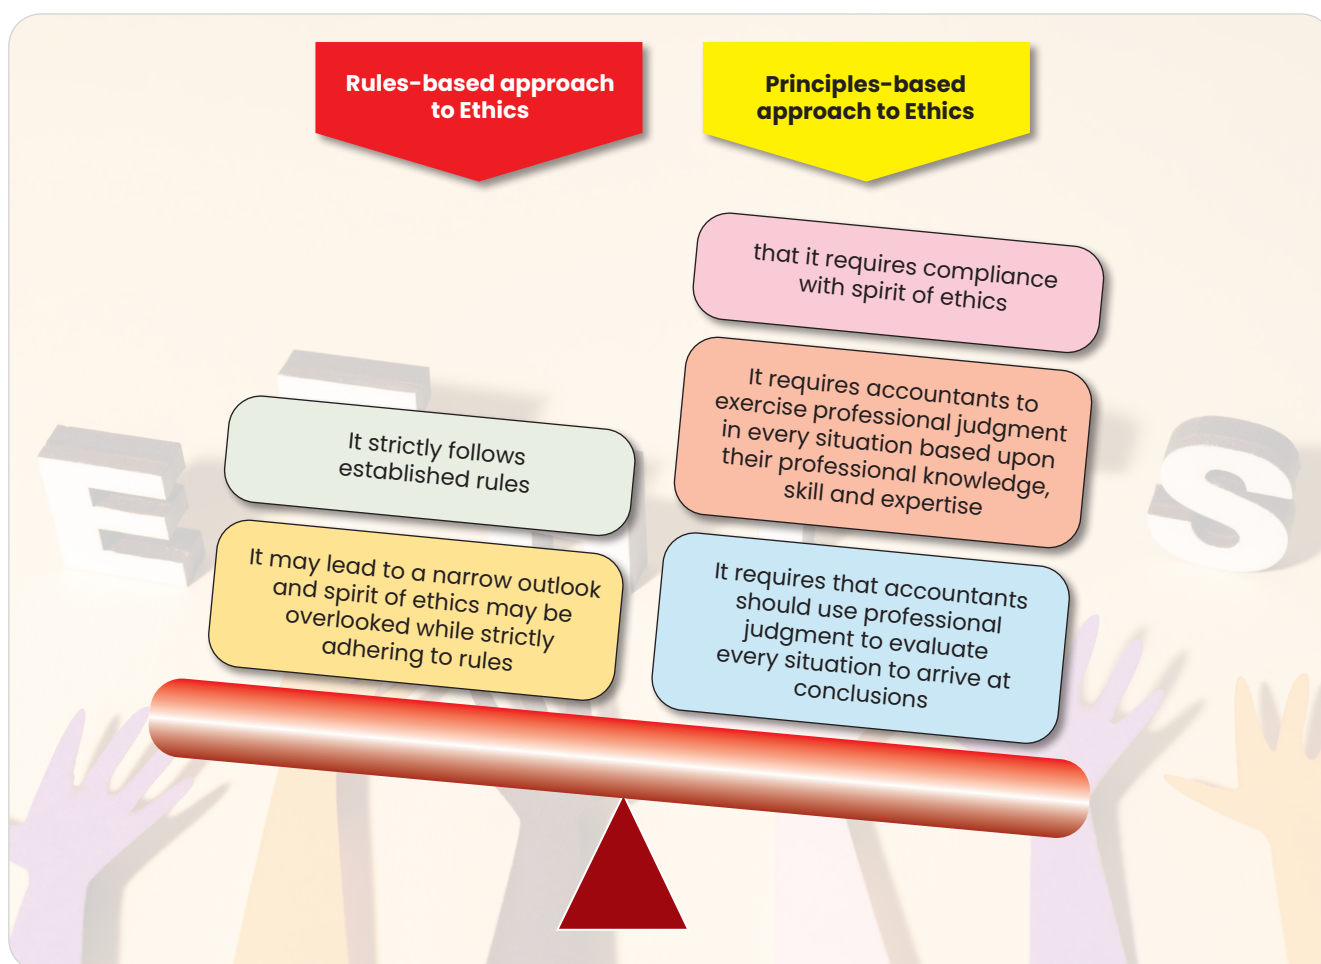 Rules-based approach
to Ethics
It strictly follows
established rules
It may lead to a narrow outlook
and spirit of ethics may be
overlooked while strictly
adhering to rules
Principles-based
approach to Ethics
that it requires compliance
with spirit of ethics
It requires accountants to
exercise professional judgment
in every situation based upon
their professional knowledge,
skill and expertise
It requires that accountants
should use professional
judgment to evaluate
every situation to arrive at
conclusions